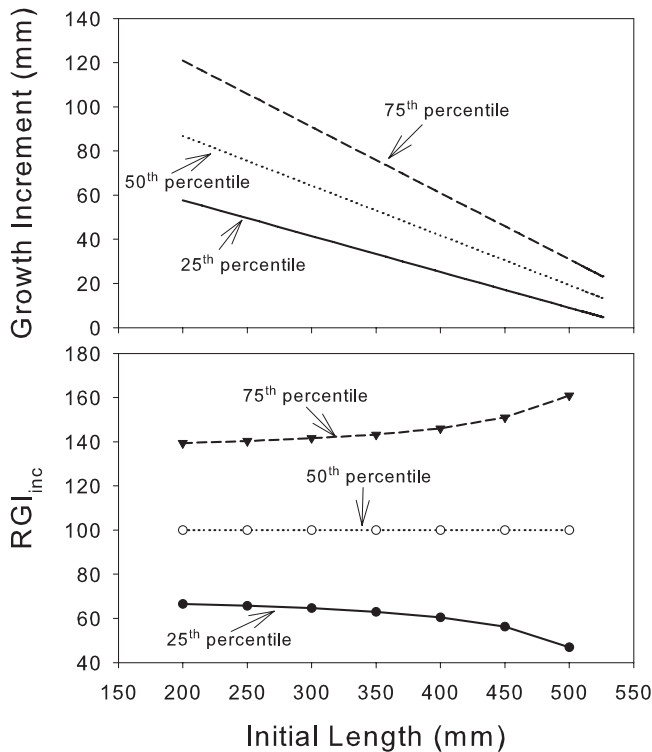 Growth Increment (mm)
140
120
100
80
60
40
20
0
75th percentile
50th percentile
25th percentile
RGIinc
180
160
140
120
100
80
60
40
75th percentile
50th percentile
25th percentile
150 200 250 300 350 400 450 500 550
Initial Length (mm)